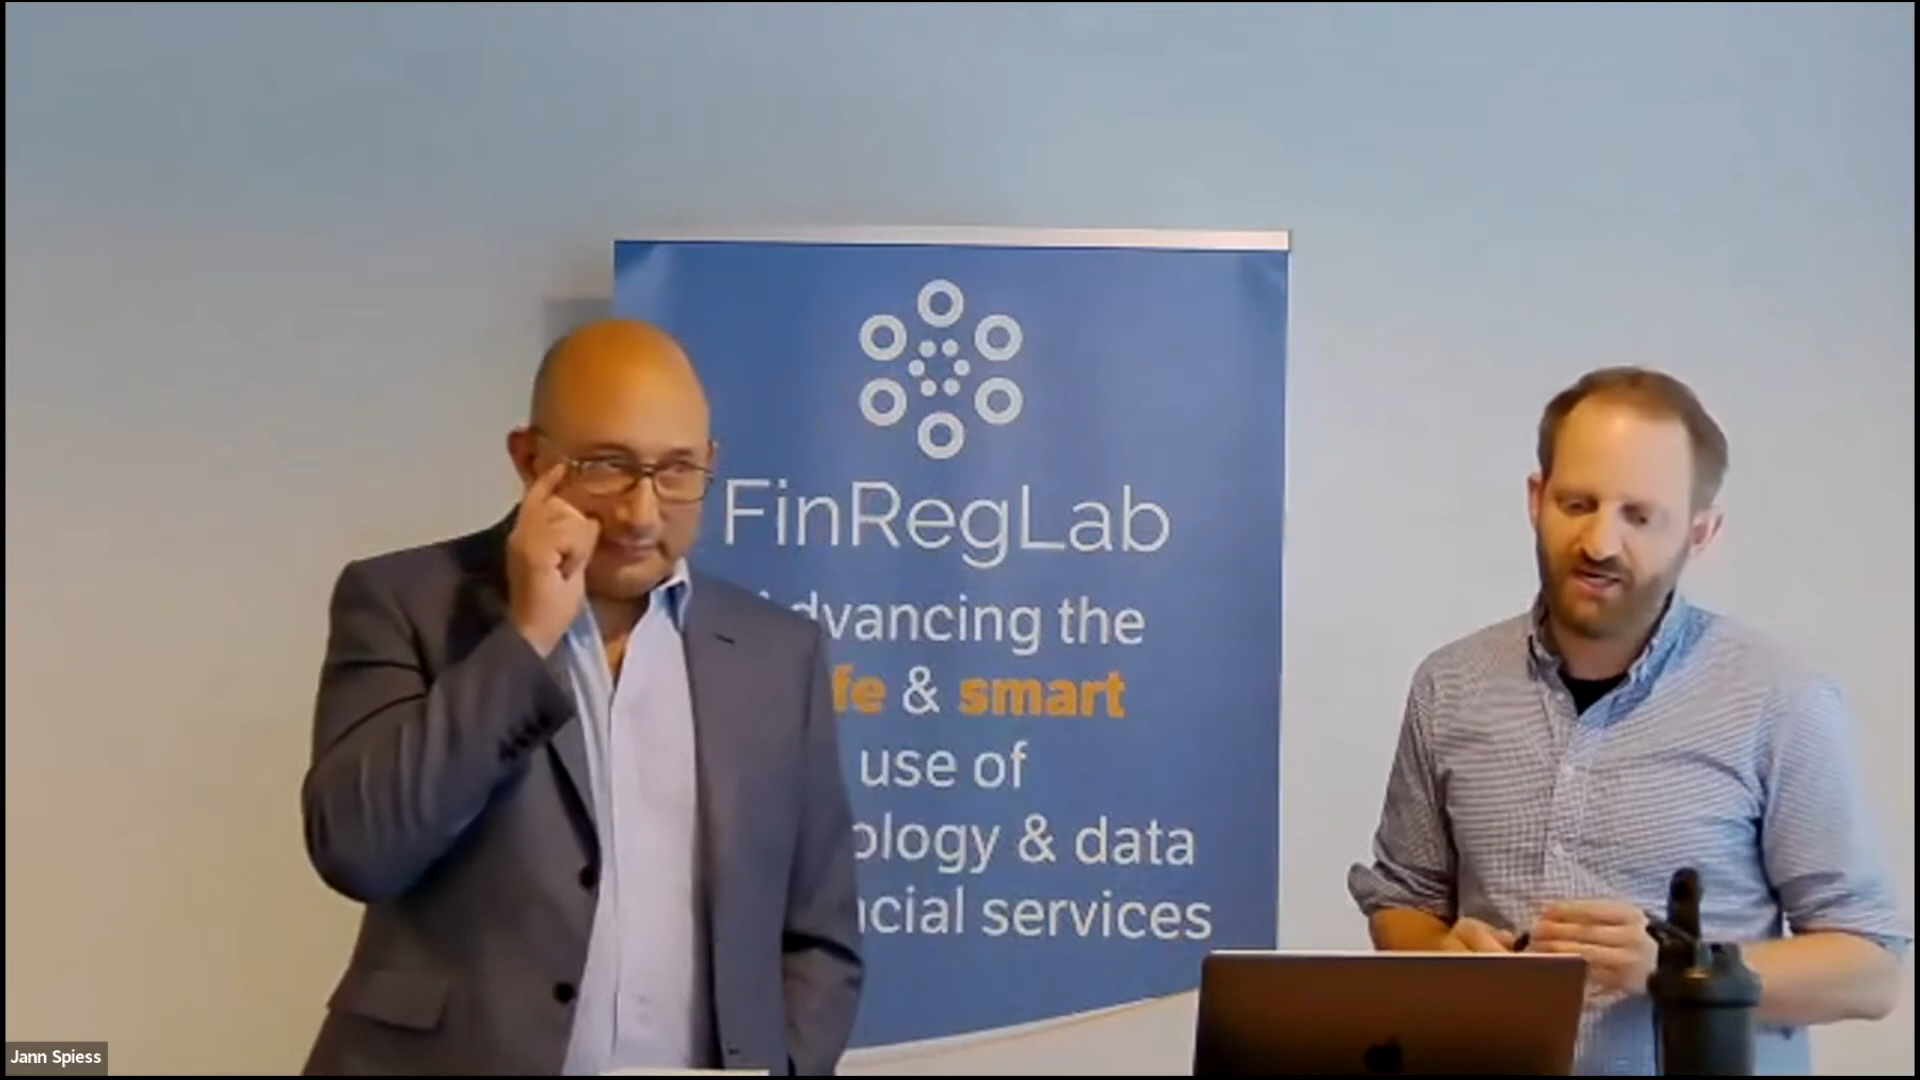 FinRegLab
dvancing the
fe & smart
use of
ology & data
ncial services
Jann Spiess